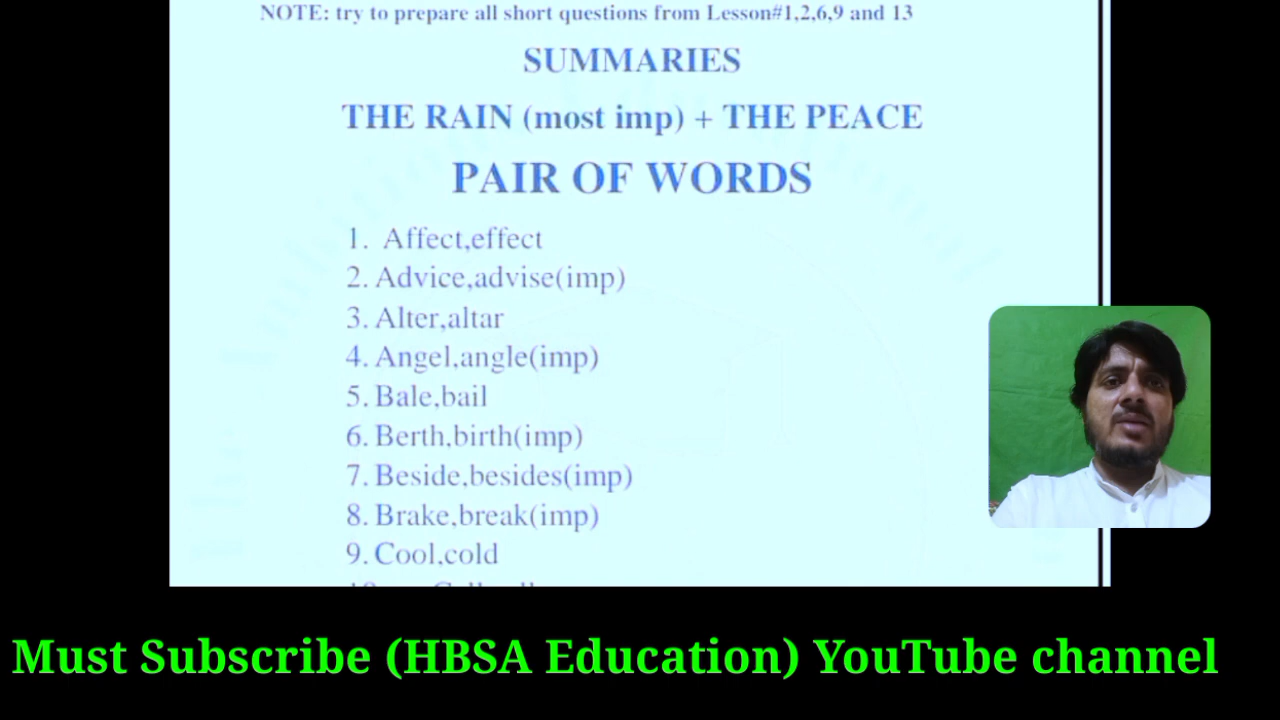 NOTE: try to prepare all short questions from Lesson#1,2,6,9 and 13
SUMMARIES
THE RAIN (most imp) + THE PEACE
PAIR OF WORDS
1. Affect,effect
2. Advice,advise(imp)
3. Alter,altar
4. Angel,angle(imp)
5. Bale,bail
6. Berth,birth(imp)
7. Beside,besides(imp)
8. Brake,break(imp)
9. Cool,cold
Must Subscribe (HBSA Education) YouTube channel